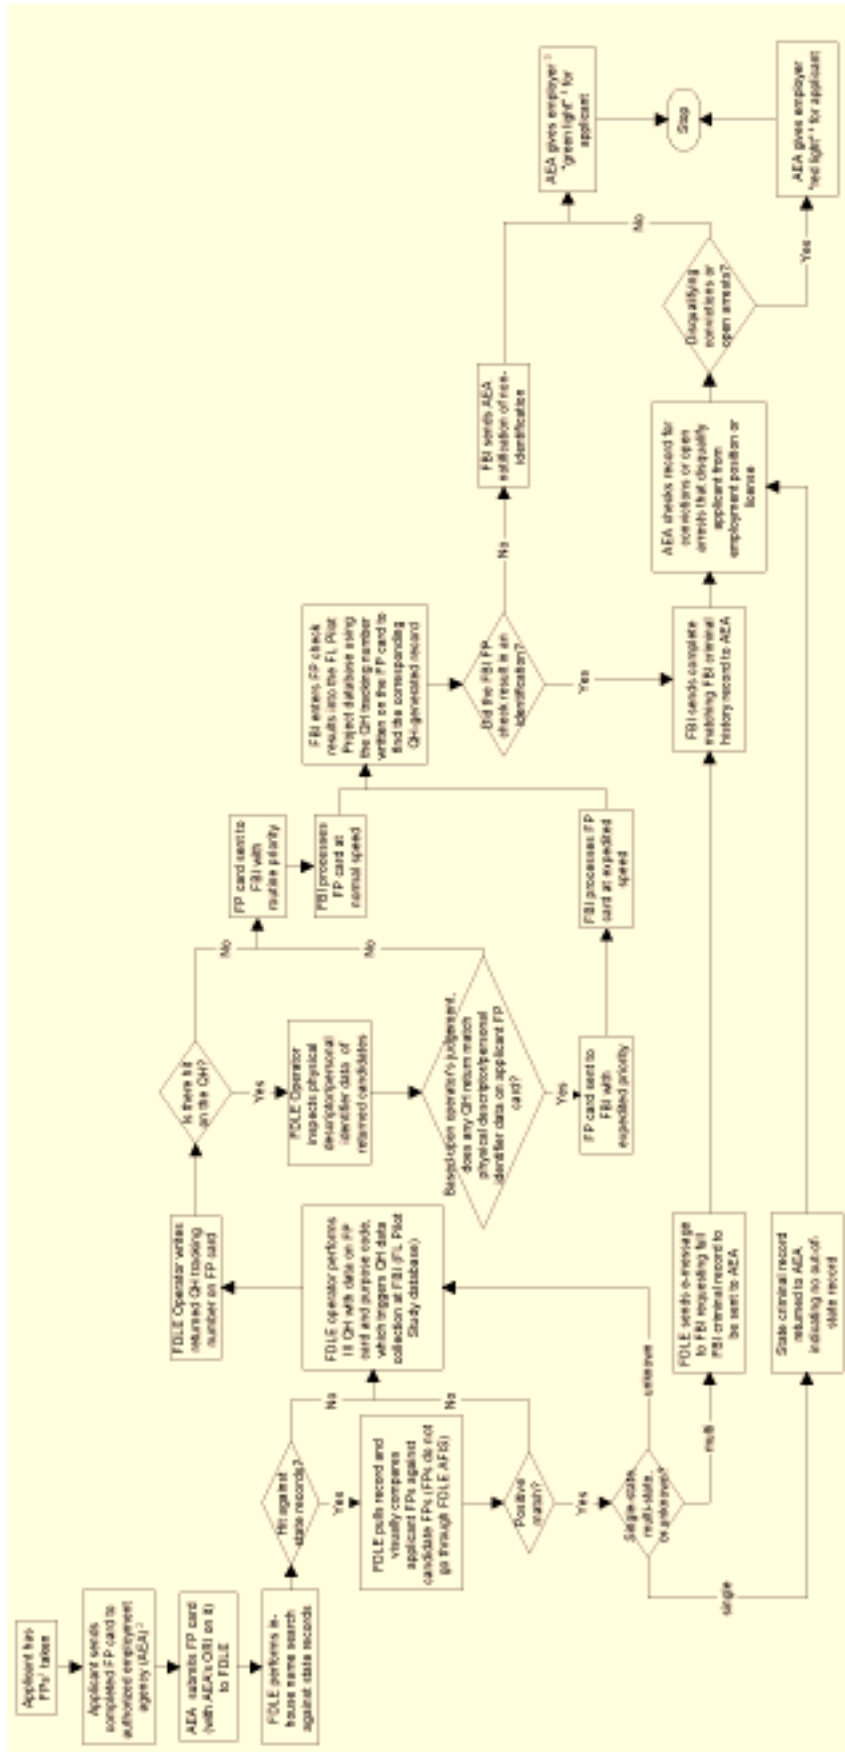 Applicant has
FPs¹ taken
Applicant sends
completed FP card to
authorized employment
agency (AEA)²
AEA submits FP card
(with AEA's ORI on it)
to FDLE
FDLE performs in-
house name search
against state records
Hit against
state records?
No
Yes
FDLE pulls record and
visually compares
applicant FPs against
candidate FPs (FPs do not
go through FDLE AFIS)
Positive
match?
No
Yes
Single-state,
multi-state,
or unknown?
unknown
multi
single
FDLE operator performs
III QH with data on FP
card and purpose code,
which triggers QH data
collection at FBI (FL Pilot
Study database)
FDLE Operator writes
returned QH tracking
number on FP card
FDLE sends e-message
to FBI requesting full
FBI criminal record to
be sent to AEA
State criminal record
returned to AEA
indicating no out-of-
state record
Is there hit
on the QH?
No
Yes
FDLE Operator
inspects physical
descriptor/personal
identifier data of
returned candidates
Based upon operator's judgement,
does any QH return match
physical descriptor/personal
identifier data on applicant FP
card?
No
Yes
FP card sent to
FBI with
expedited priority
FP card sent to
FBI with
routine priority
FBI processes
FP card at
normal speed
FBI processes FP
card at expedited
speed
FBI enters FP check
results into the FL Pilot
Project database using
the QH tracking number
written on the FP card to
find the corresponding
QH-generated record
Did the FBI FP
check result in an
identification?
No
Yes
FBI sends complete
matching FBI criminal
history record to AEA
FBI sends AEA
notification of non-
identification
AEA checks record for
convictions or open
arrests that disqualify
applicant from
employment position or
license
Disqualifying
convictions or
open arrests?
No
Yes
AEA gives employer
"green light" for
applicant
Stop
AEA gives employer
"red light" for applicant